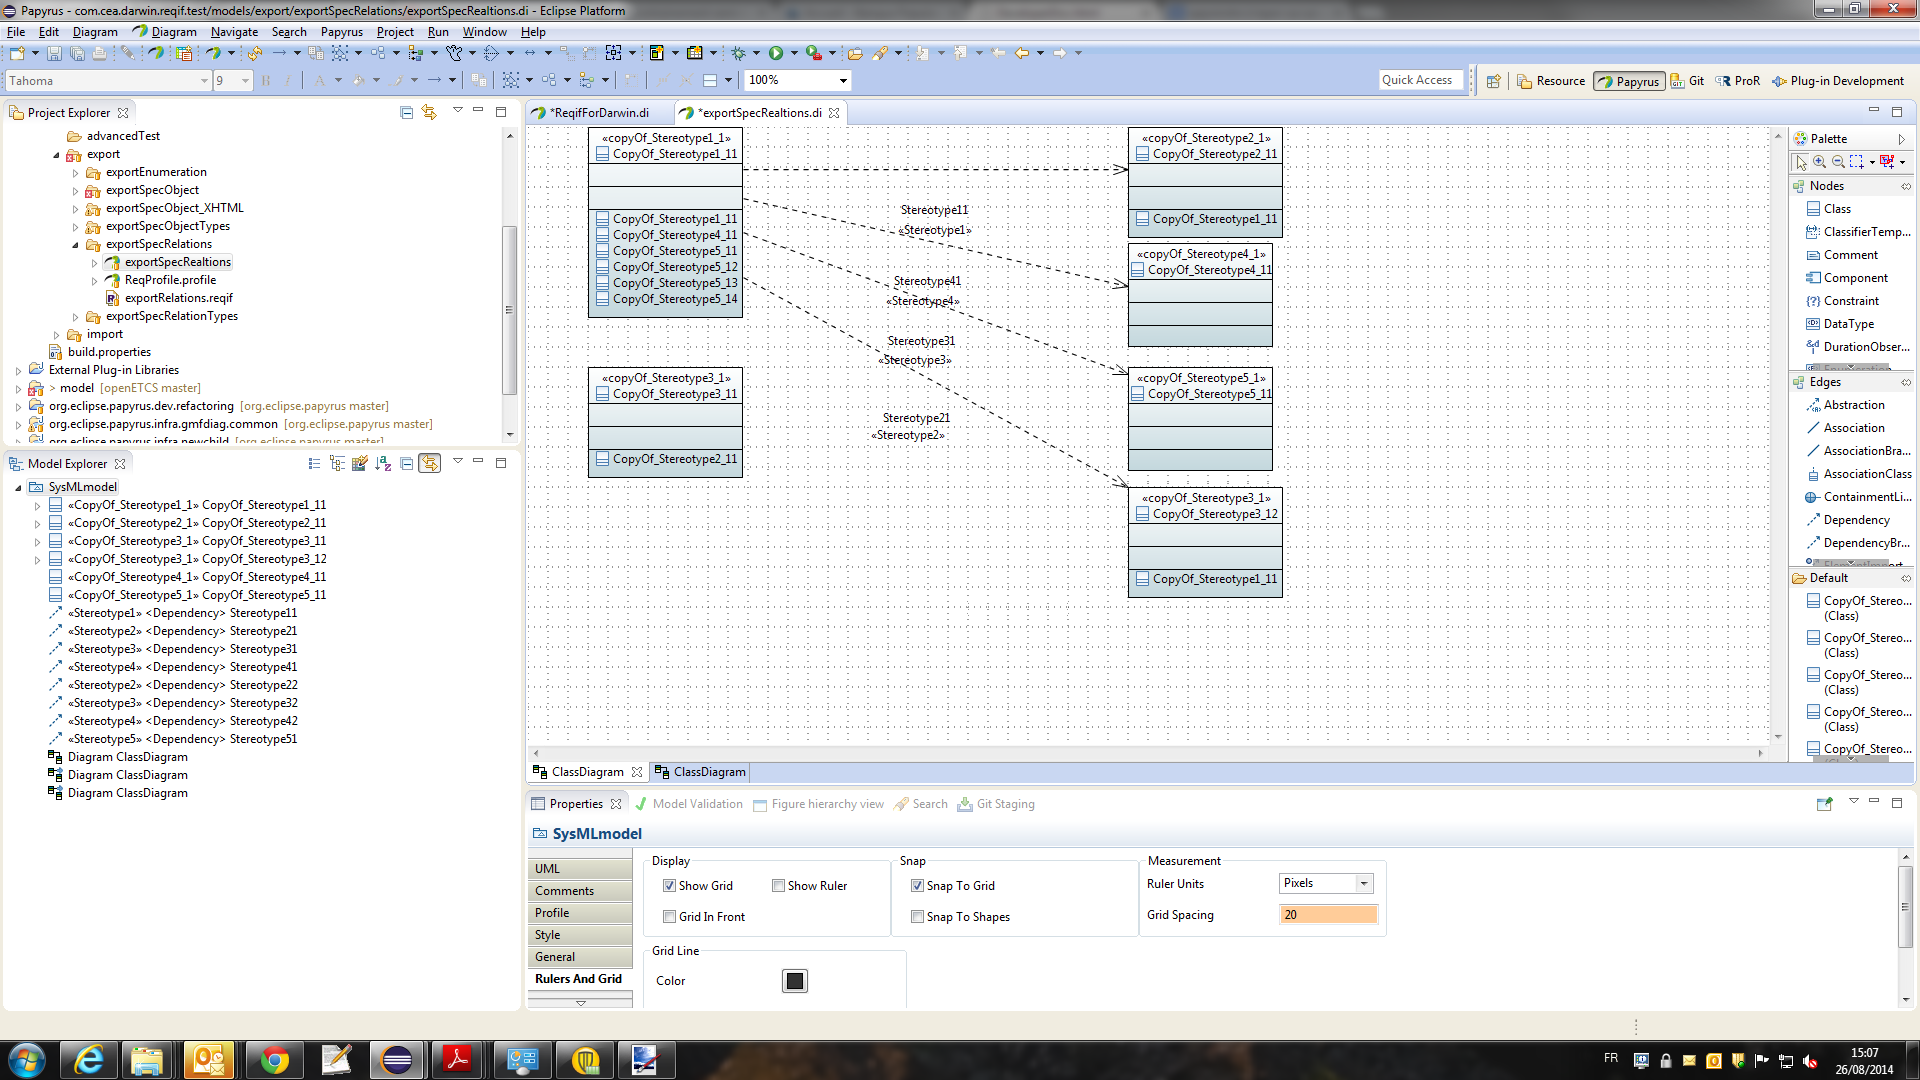 Papyrus - com.cea.darwin.reqif.test/models/export/exportSpecRelations/exportSpecRealtions.di - Eclipse Platform
File Edit Diagram Diagram Navigate Search Papyrus Project Run Window Help
Tahoma 9 100% Quick Access Resource Papyrus Git ProR Plug-in Development
Project Explorer
advancedTest
export
exportEnumeration
exportSpecObject
exportSpecObject_XHTML
exportSpecObjectTypes
exportSpecRelations
exportSpecRealtions
ReqProfile.profile
exportRelations.reqif
exportSpecRelationTypes
import
build.properties
External Plug-in Libraries
> model [openETCS master]
org.eclipse.papyrus.dev.refactoring [org.eclipse.papyrus master]
org.eclipse.papyrus.infra.gmfdiag.common [org.eclipse.papyrus master]
org.eclipse.papyrus.infra.newchild [org.eclipse.papyrus master]
Model Explorer
SysMLmodel
«CopyOf_Stereotype1_1» CopyOf_Stereotype1_11
«CopyOf_Stereotype2_1» CopyOf_Stereotype2_11
«CopyOf_Stereotype3_1» CopyOf_Stereotype3_11
«CopyOf_Stereotype3_1» CopyOf_Stereotype3_12
«CopyOf_Stereotype4_1» CopyOf_Stereotype4_11
«CopyOf_Stereotype5_1» CopyOf_Stereotype5_11
«Stereotype1» <Dependency> Stereotype11
«Stereotype2» <Dependency> Stereotype21
«Stereotype3» <Dependency> Stereotype31
«Stereotype4» <Dependency> Stereotype41
«Stereotype2» <Dependency> Stereotype22
«Stereotype3» <Dependency> Stereotype32
«Stereotype4» <Dependency> Stereotype42
«Stereotype5» <Dependency> Stereotype51
Diagram ClassDiagram
Diagram ClassDiagram
Diagram ClassDiagram
*ReqifForDarwin.di *exportSpecRealtions.di
«copyOf_Stereotype1_1»
CopyOf_Stereotype1_11
CopyOf_Stereotype1_11
CopyOf_Stereotype4_11
CopyOf_Stereotype5_11
CopyOf_Stereotype5_12
CopyOf_Stereotype5_13
CopyOf_Stereotype5_14
«copyOf_Stereotype3_1»
CopyOf_Stereotype3_11
CopyOf_Stereotype2_11
Stereotype11
«Stereotype1»
Stereotype41
«Stereotype4»
Stereotype31
«Stereotype3»
Stereotype21
«Stereotype2»
«copyOf_Stereotype2_1»
CopyOf_Stereotype2_11
CopyOf_Stereotype1_11
«copyOf_Stereotype4_1»
CopyOf_Stereotype4_11
«copyOf_Stereotype5_1»
CopyOf_Stereotype5_11
«copyOf_Stereotype3_1»
CopyOf_Stereotype3_12
CopyOf_Stereotype1_11
ClassDiagram ClassDiagram
Palette
Nodes
Class
ClassifierTemp...
Comment
Component
Constraint
DataType
DurationObser...
Edges
Abstraction
Association
AssociationBra...
AssociationClass
ContainmentLi...
Dependency
DependencyBr...
Default
CopyOf_Stereo...
(Class)
CopyOf_Stereo...
(Class)
CopyOf_Stereo...
(Class)
CopyOf_Stereo...
(Class)
CopyOf_Stereo...
Properties Model Validation Figure hierarchy view Search Git Staging
SysMLmodel
UML
Comments
Profile
Style
General
Rulers And Grid
Display
Show Grid Show Ruler
Grid In Front
Snap
Snap To Grid
Snap To Shapes
Measurement
Ruler Units Pixels
Grid Spacing 20
Grid Line
Color
FR
15:07
26/08/2014